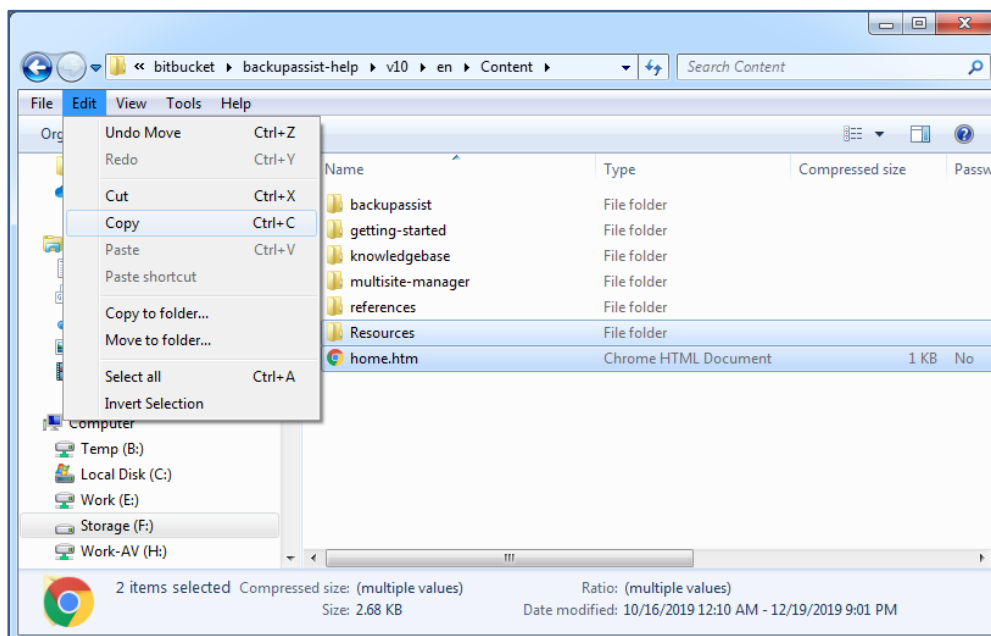 « bitbucket backupassist-help v10 en Content Search Content
File Edit View Tools Help
Org
Undo Move Ctrl+Z
Redo Ctrl+Y
Cut Ctrl+X
Copy Ctrl+C
Paste Ctrl+V
Paste shortcut
Copy to folder...
Move to folder...
Select all Ctrl+A
Invert Selection
Name Type Compressed size Passw
backupassist File folder
getting-started File folder
knowledgebase File folder
multisite-manager File folder
references File folder
Resources File folder
home.htm Chrome HTML Document 1 KB No
Computer
Temp (B:)
Local Disk (C:)
Work (E:)
Storage (F:)
Work-AV (H:)
2 items selected Compressed size: (multiple values) Ratio: (multiple values)
Size: 2.68 KB Date modified: 10/16/2019 12:10 AM - 12/19/2019 9:01 PM